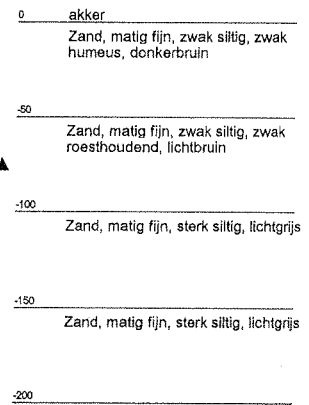 0 akker
Zand, matig fijn, zwak siltig, zwak
humeus, donkerbruin
-50
Zand, matig fijn, zwak siltig, zwak
roesthoudend, lichtbruin
-100
Zand, matig fijn, sterk siltig, lichtgrijs
-150
Zand, matig fijn, sterk siltig, lichtgrijs
-200